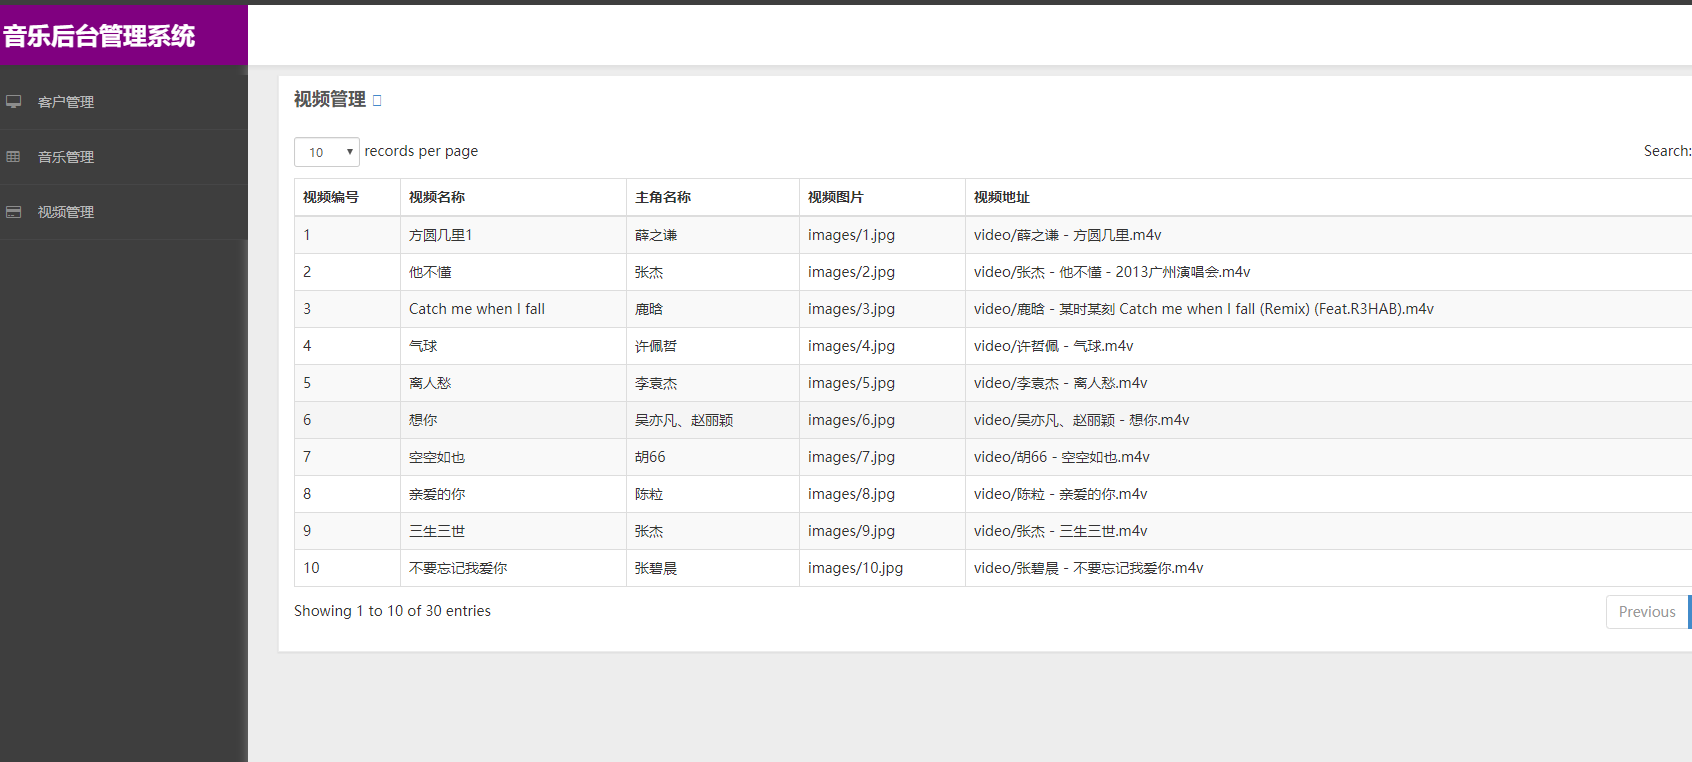 音乐后台管理系统
客户管理
音乐管理
视频管理
视频管理
10 records per page
Search:
视频编号 视频名称 主角名称 视频图片 视频地址
1 方圆几里1 薛之谦 images/1.jpg video/薛之谦 - 方圆几里.m4v
2 他不懂 张杰 images/2.jpg video/张杰 - 他不懂 - 2013广州演唱会.m4v
3 Catch me when I fall 鹿晗 images/3.jpg video/鹿晗 - 某时某刻 Catch me when I fall (Remix) (Feat.R3HAB).m4v
4 气球 许佩哲 images/4.jpg video/许哲佩 - 气球.m4v
5 离人愁 李袁杰 images/5.jpg video/李袁杰 - 离人愁.m4v
6 想你 吴亦凡、赵丽颖 images/6.jpg video/吴亦凡、赵丽颖 - 想你.m4v
7 空空如也 胡66 images/7.jpg video/胡66 - 空空如也.m4v
8 亲爱的你 陈粒 images/8.jpg video/陈粒 - 亲爱的你.m4v
9 三生三世 张杰 images/9.jpg video/张杰 - 三生三世.m4v
10 不要忘记我爱你 张碧晨 images/10.jpg video/张碧晨 - 不要忘记我爱你.m4v
Showing 1 to 10 of 30 entries
Previous